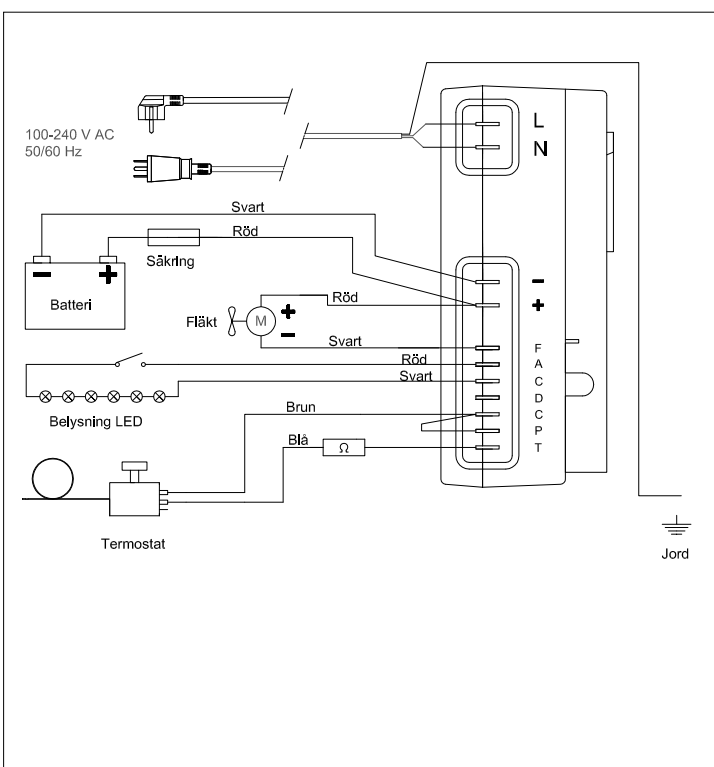 100-240 V AC
50/60 Hz
L
N
Svart
Röd
Säkring
Batteri
Fläkt
M
Röd
Svart
Röd
Svart
Belysning LED
Brun
Blå
Ω
Termostat
–
+
–
+
–
+
F
A
C
D
C
P
T
Jord